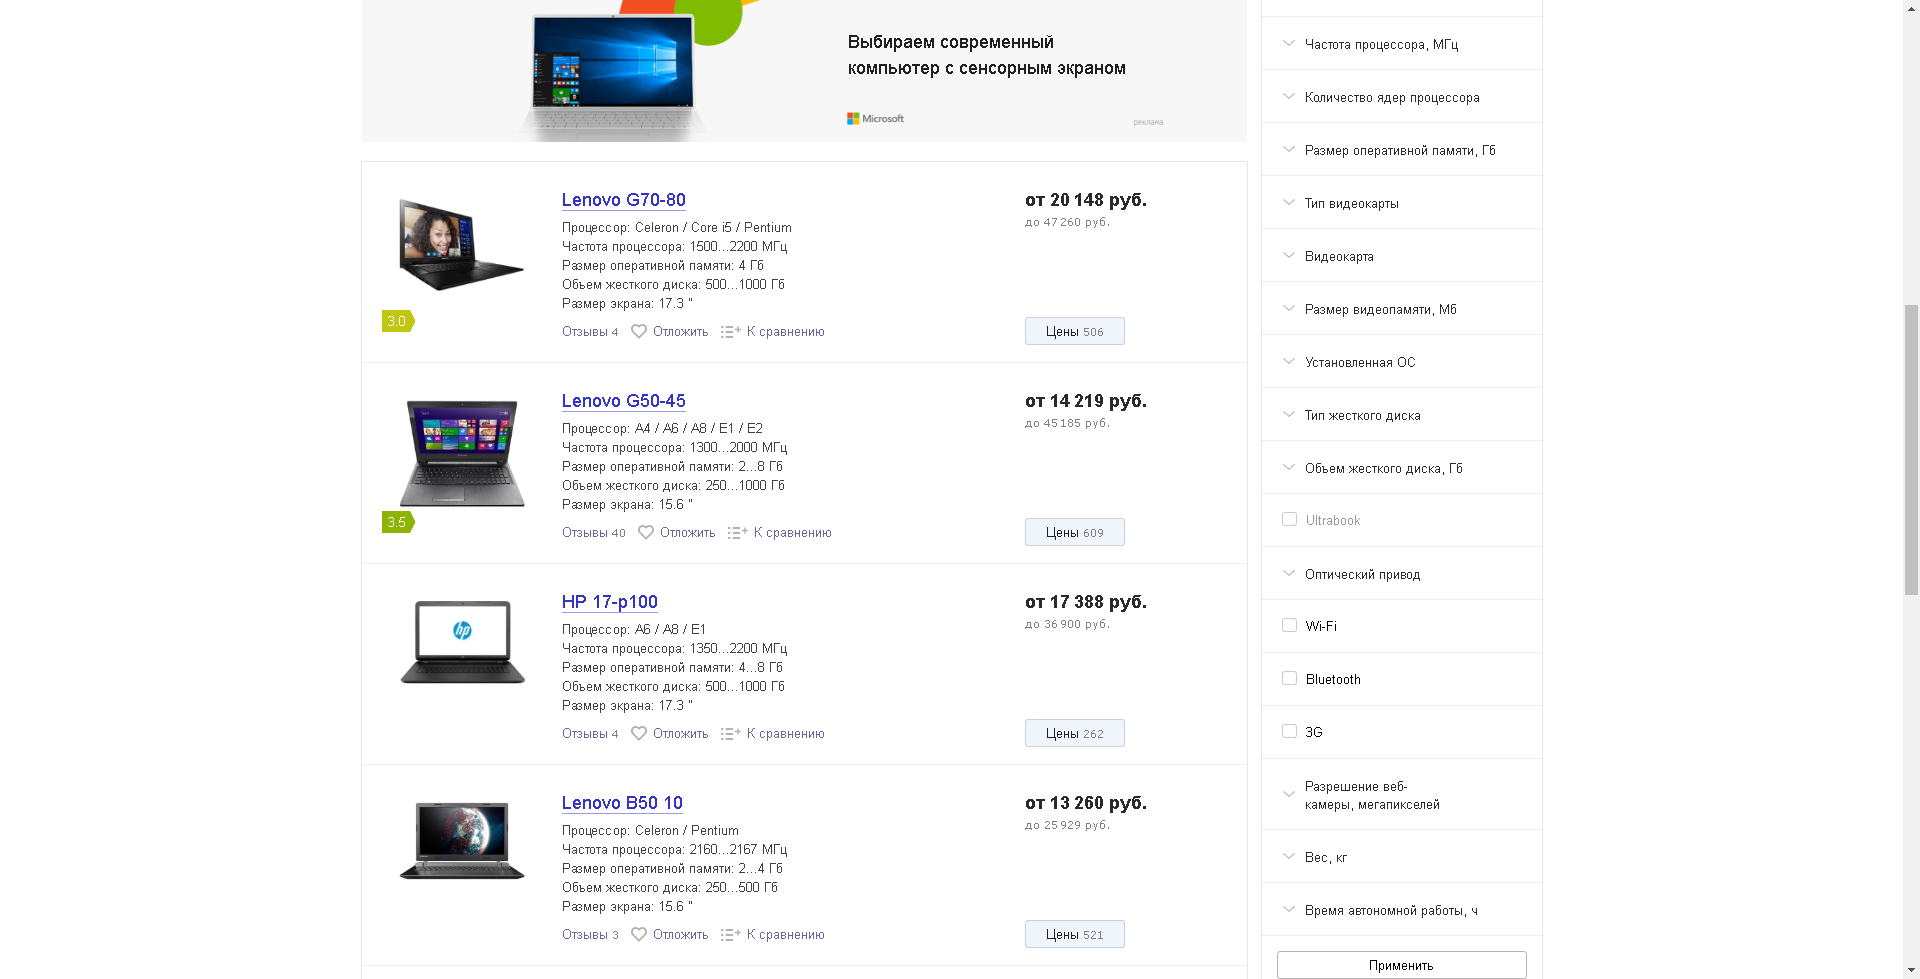 Выбираем современный
компьютер с сенсорным экраном
Microsoft
реклама
Lenovo G70-80
Процессор: Celeron / Core i5 / Pentium
Частота процессора: 1500...2200 МГц
Размер оперативной памяти: 4 Гб
Объем жесткого диска: 500...1000 Гб
Размер экрана: 17.3 "
3.0
Отзывы 4 Отложить К сравнению
от 20 148 руб.
до 47 260 руб.
Цены 506
Lenovo G50-45
Процессор: A4 / A6 / A8 / E1 / E2
Частота процессора: 1300...2000 МГц
Размер оперативной памяти: 2...8 Гб
Объем жесткого диска: 250...1000 Гб
Размер экрана: 15.6 "
3.5
Отзывы 40 Отложить К сравнению
от 14 219 руб.
до 45 185 руб.
Цены 609
HP 17-p100
Процессор: A6 / A8 / E1
Частота процессора: 1350...2200 МГц
Размер оперативной памяти: 4...8 Гб
Объем жесткого диска: 500...1000 Гб
Размер экрана: 17.3 "
hp
Отзывы 4 Отложить К сравнению
от 17 388 руб.
до 36 900 руб.
Цены 262
Lenovo B50 10
Процессор: Celeron / Pentium
Частота процессора: 2160...2167 МГц
Размер оперативной памяти: 2...4 Гб
Объем жесткого диска: 250...500 Гб
Размер экрана: 15.6 "
Отзывы 3 Отложить К сравнению
от 13 260 руб.
до 25 929 руб.
Цены 521
Частота процессора, МГц
Количество ядер процессора
Размер оперативной памяти, Гб
Тип видеокарты
Видеокарта
Размер видеопамяти, Мб
Установленная ОС
Тип жесткого диска
Объем жесткого диска, Гб
Ultrabook
Оптический привод
Wi-Fi
Bluetooth
3G
Разрешение веб-
камеры, мегапикселей
Вес, кг
Время автономной работы, ч
Применить